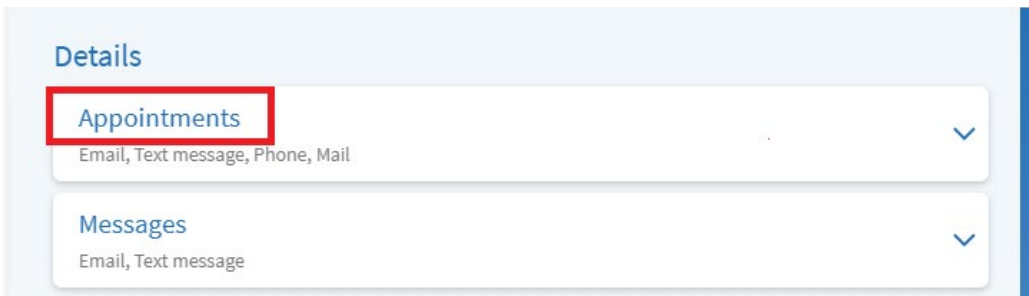 Details
Appointments
Email, Text message, Phone, Mail
Messages
Email, Text message